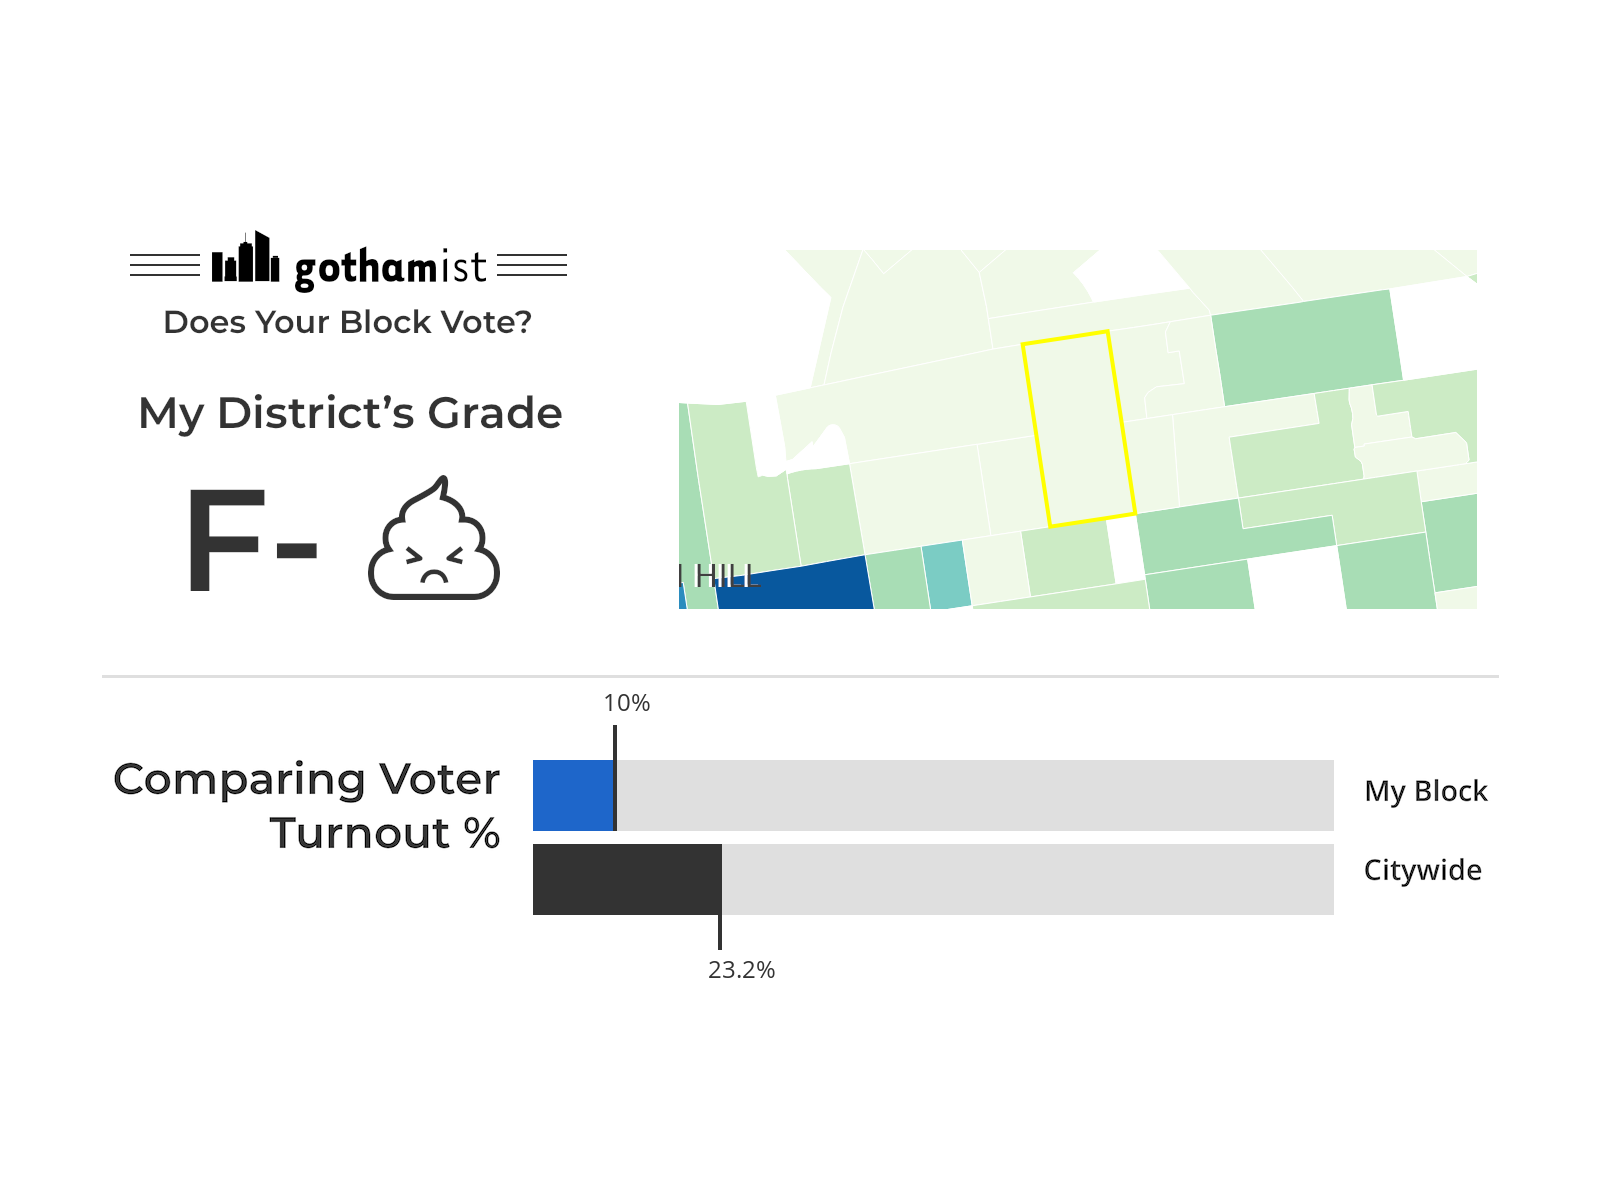 gothamist
Does Your Block Vote?
My District’s Grade
F-
HILL
10%
Comparing Voter
Turnout %
My Block
Citywide
23.2%